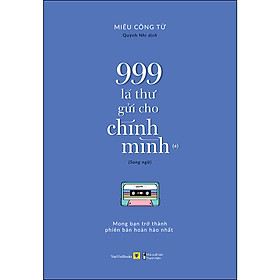 MIÊU CÔNG TỬ
Quỳnh Nhi dịch
999
lá thư
gửi cho
chính
mình (6)
(Song ngữ)
Mong bạn trở thành
phiên bản hoàn hảo nhất